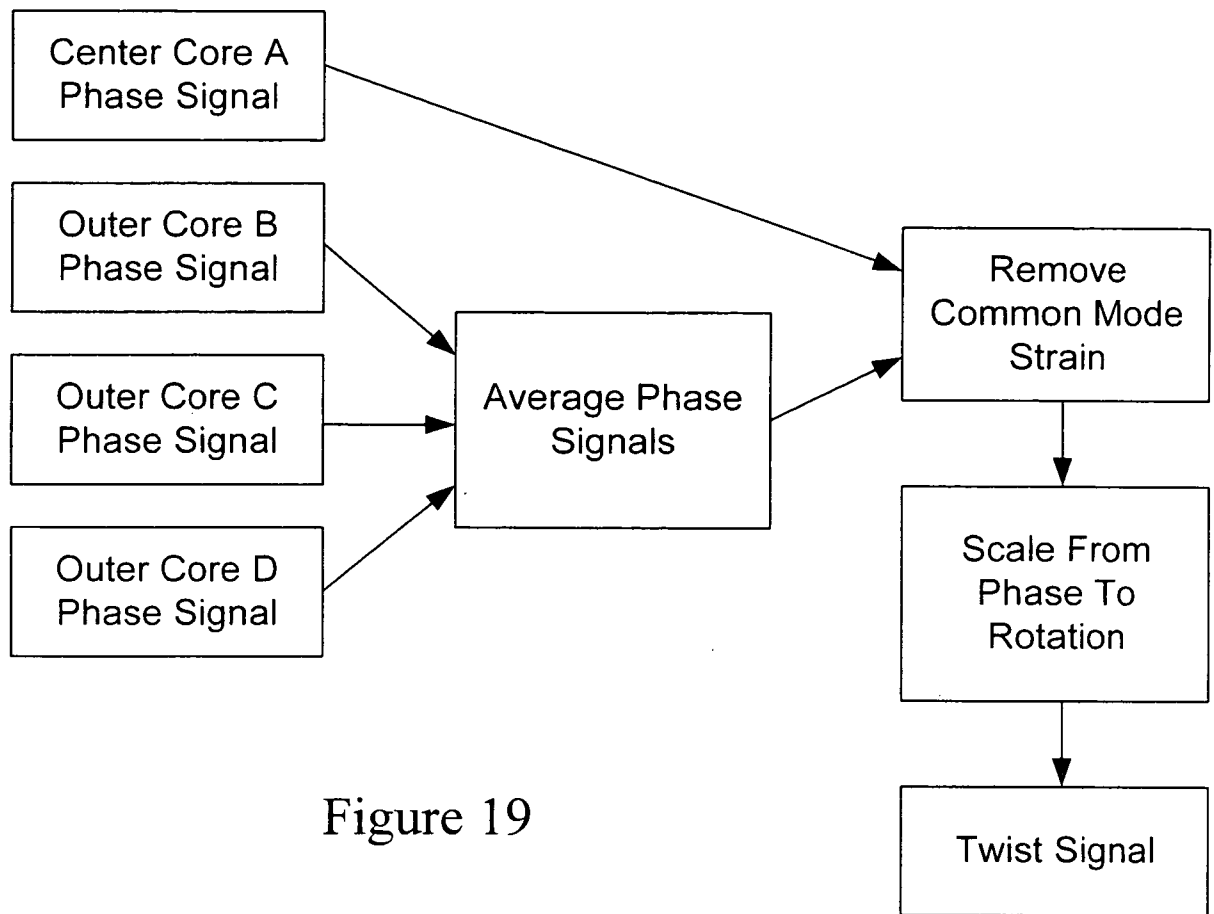 Center Core A
Phase Signal
Outer Core B
Phase Signal
Outer Core C
Phase Signal
Outer Core D
Phase Signal
Average Phase
Signals
Remove
Common Mode
Strain
Scale From
Phase To
Rotation
Twist Signal
Figure 19